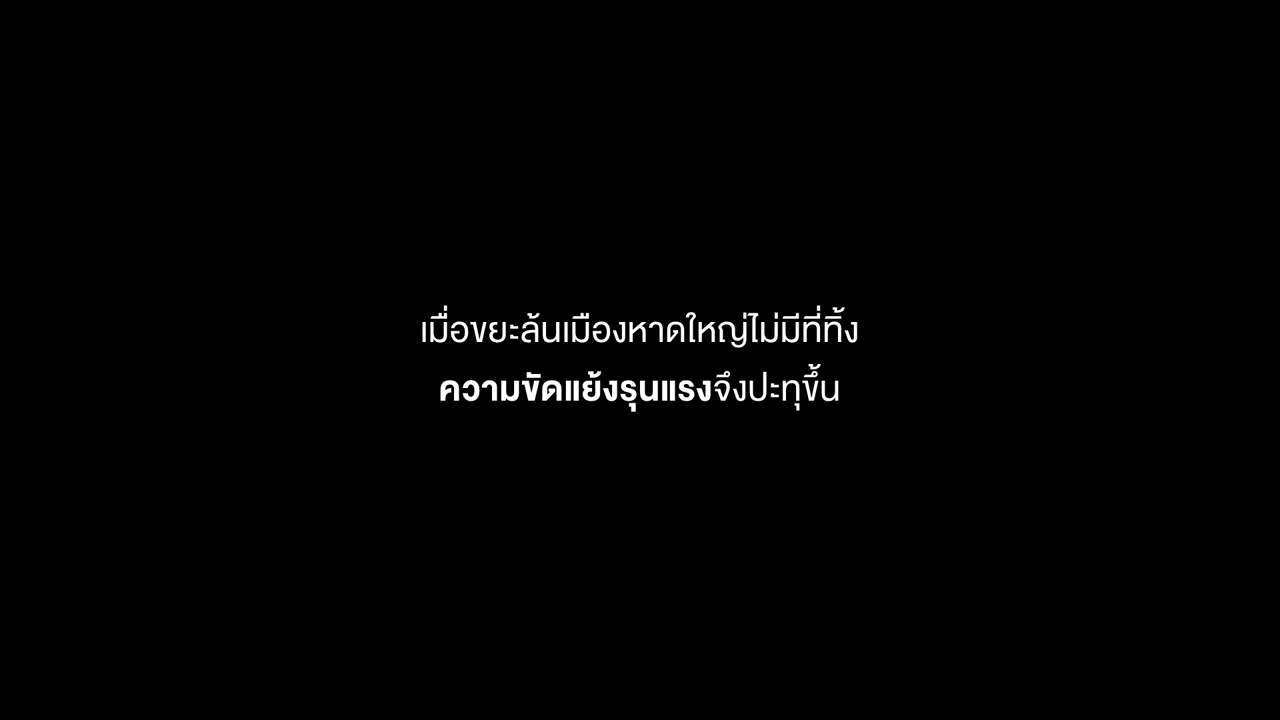 เมื่อขยะล้นเมืองหาดใหญ่ไม่มีที่ทิ้ง
ความขัดแย้งรุนแรงจึงปะทุขึ้น